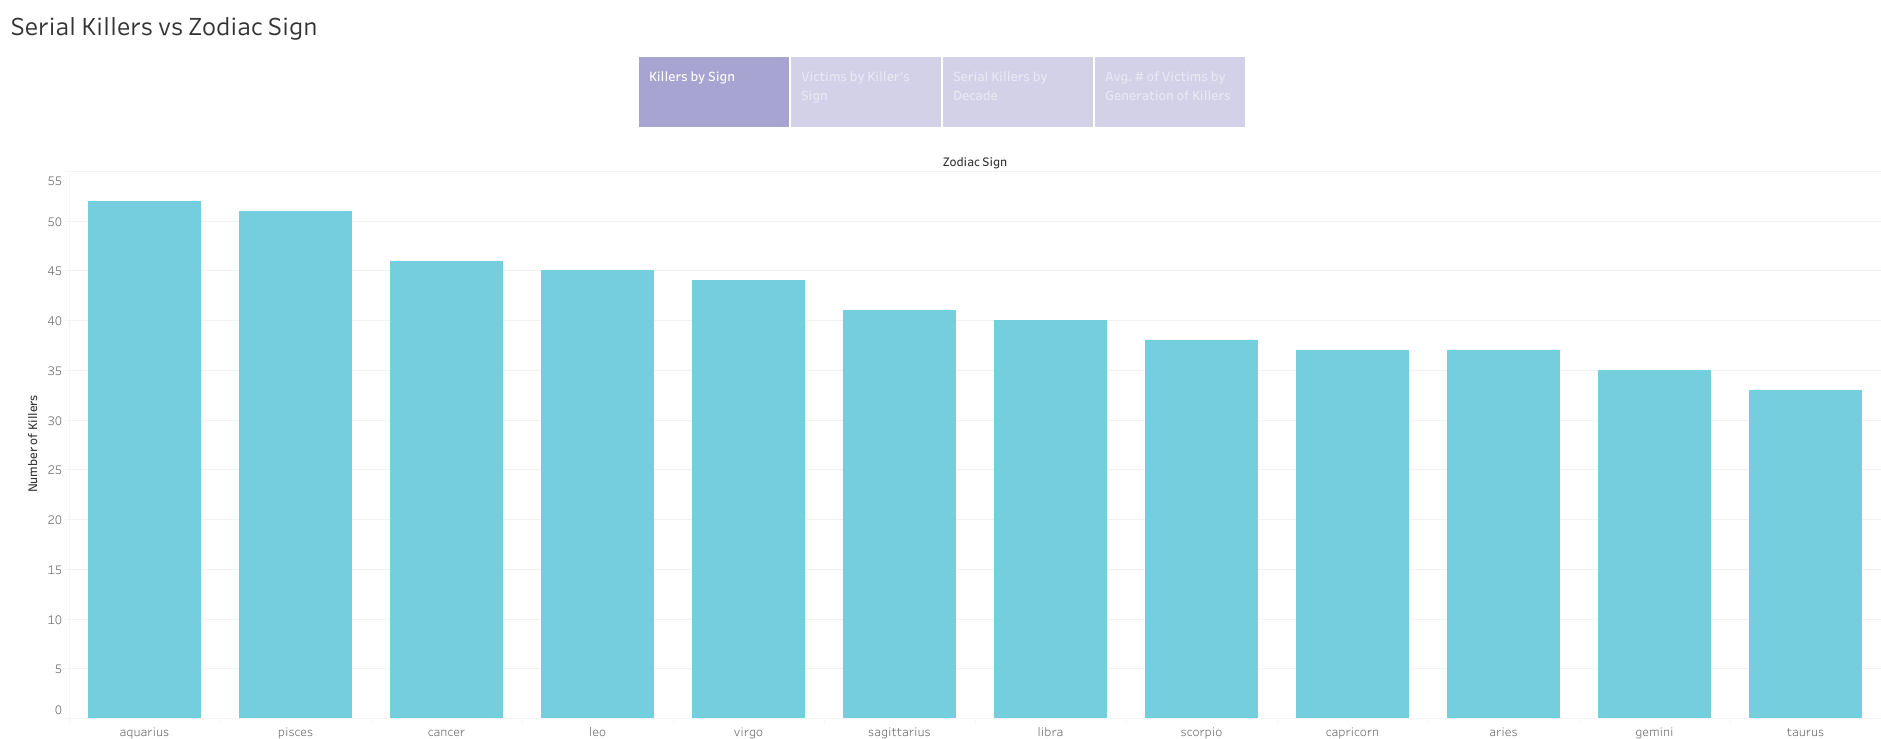 Serial Killers vs Zodiac Sign
Killers by Sign
Victims by Killer's
Sign
Serial Killers by
Decade
Avg. # of Victims by
Generation of Killers
Zodiac Sign
55
50
45
40
35
30
25
20
15
10
5
0
Number of Killers
aquarius
pisces
cancer
leo
virgo
sagittarius
libra
scorpio
capricorn
aries
gemini
taurus